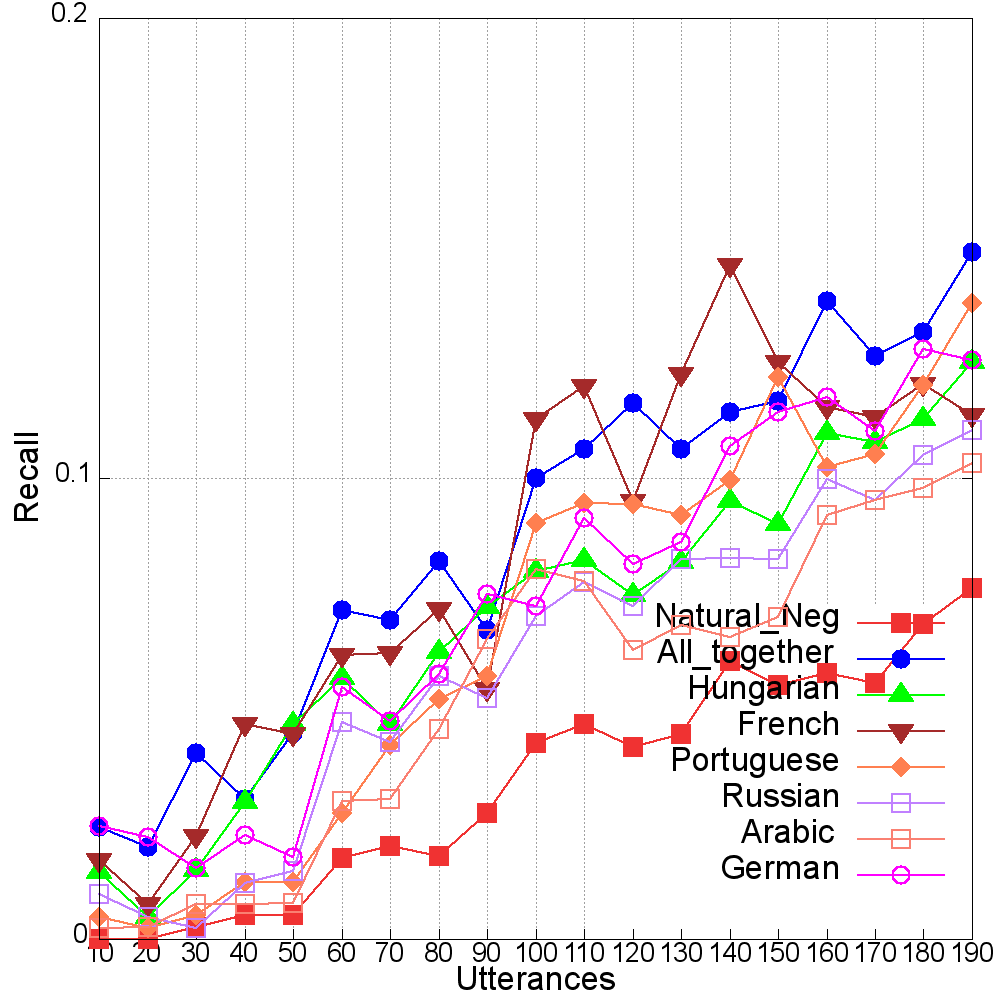 0.2
0.1
0
Recall
10 20 30 40 50 60 70 80 90 100 110 120 130 140 150 160 170 180 190
Utterances
Natural_iNeg
All_together
Hungarian
French
Portuguese
Russian
Arabic
German